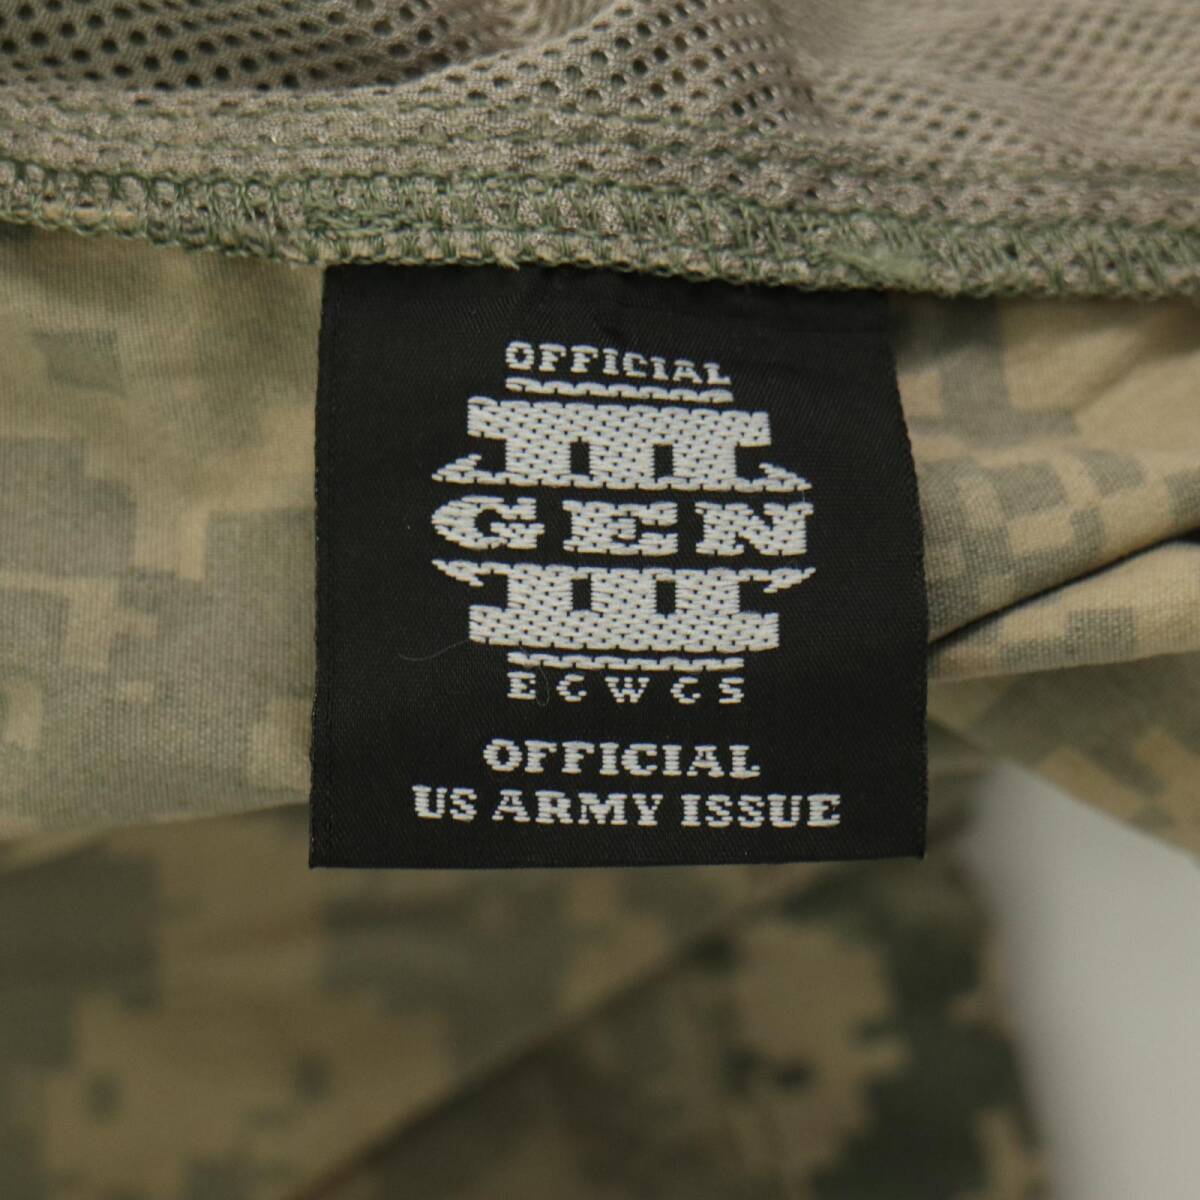 OFFICIAL
III
GEN
III
ECWCS
OFFICIAL
US ARMY ISSUE